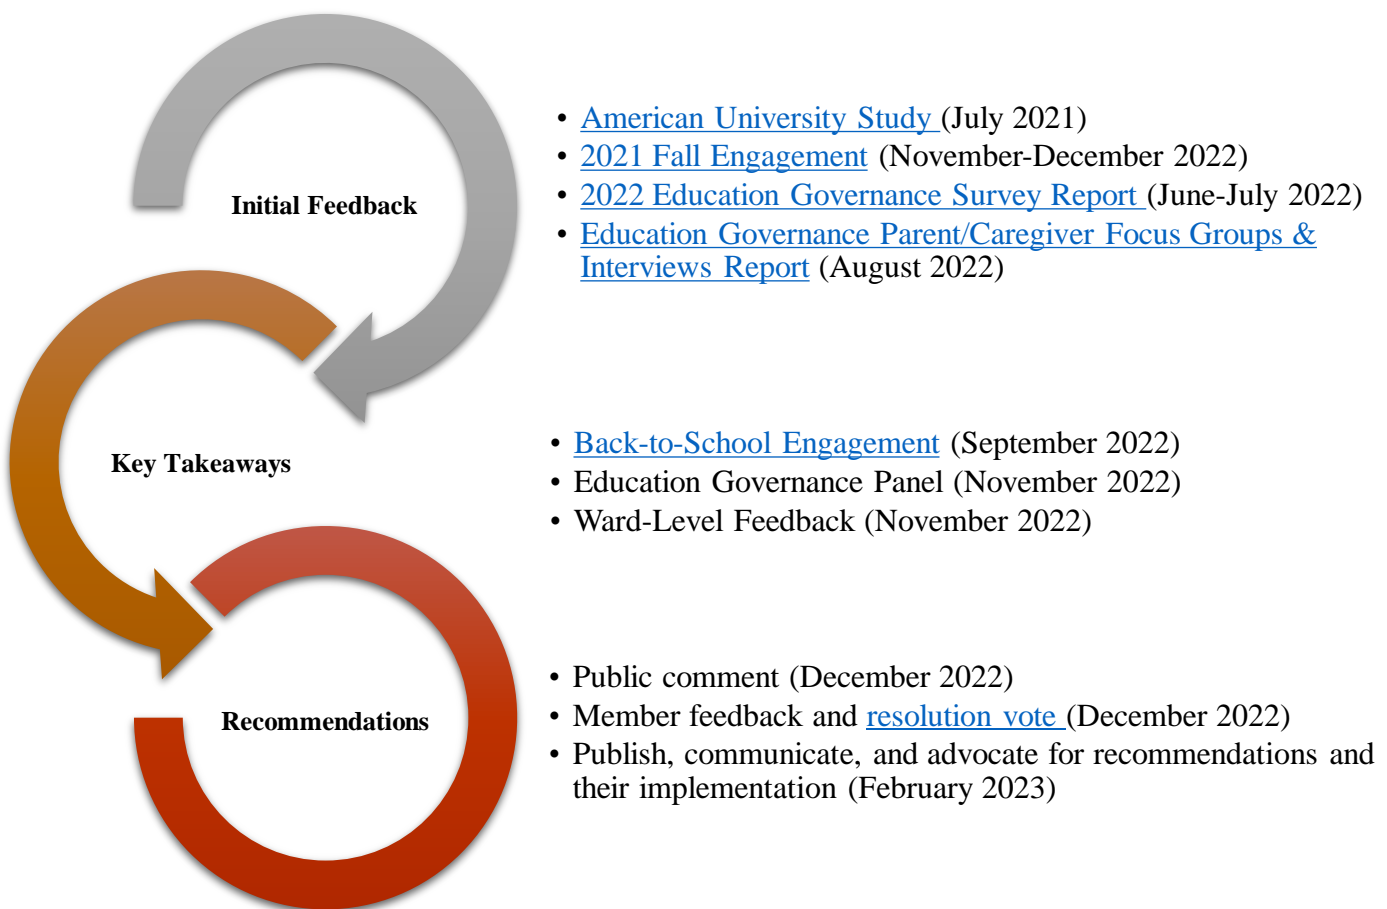 Initial Feedback
• American University Study (July 2021)
• 2021 Fall Engagement (November-December 2022)
• 2022 Education Governance Survey Report (June-July 2022)
• Education Governance Parent/Caregiver Focus Groups &
Interviews Report (August 2022)
Key Takeaways
• Back-to-School Engagement (September 2022)
• Education Governance Panel (November 2022)
• Ward-Level Feedback (November 2022)
Recommendations
• Public comment (December 2022)
• Member feedback and resolution vote (December 2022)
• Publish, communicate, and advocate for recommendations and
their implementation (February 2023)